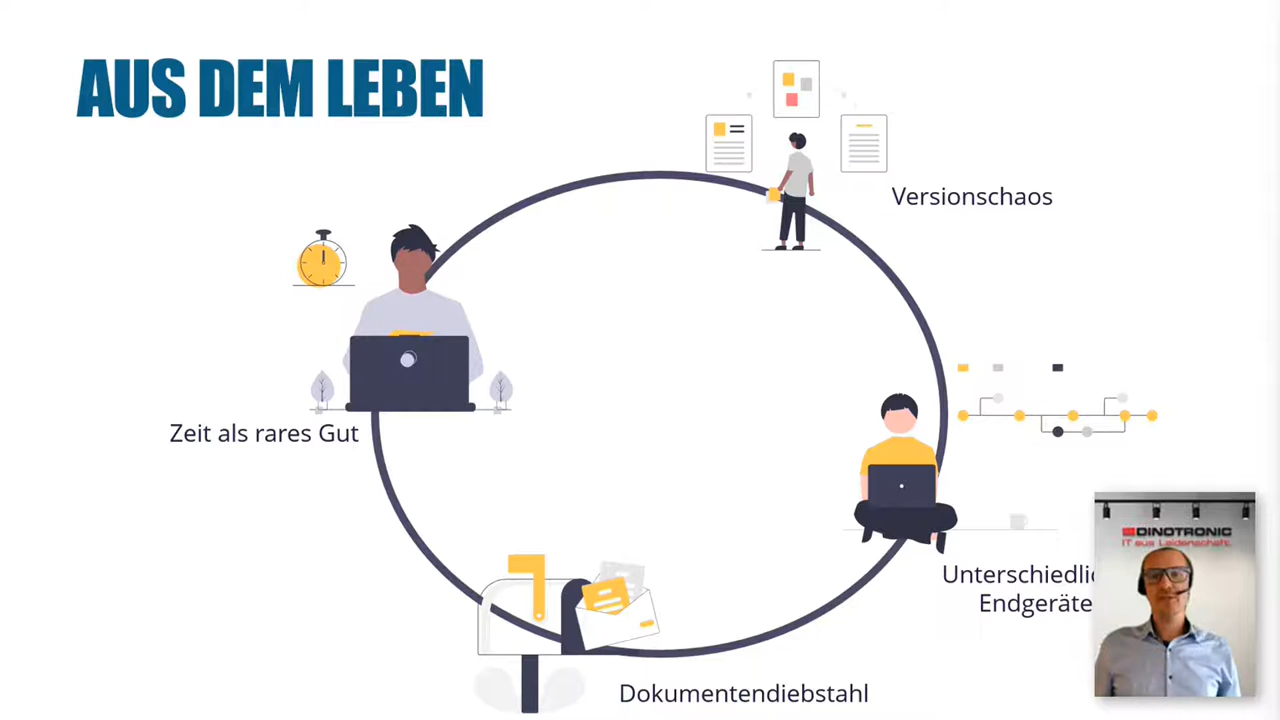 AUS DEM LEBEN
Versionschaos
Zeit als rares Gut
DINOTRONIC
IT aus Leidenschaft.
Endgeräte
Dokumentendiebstahl